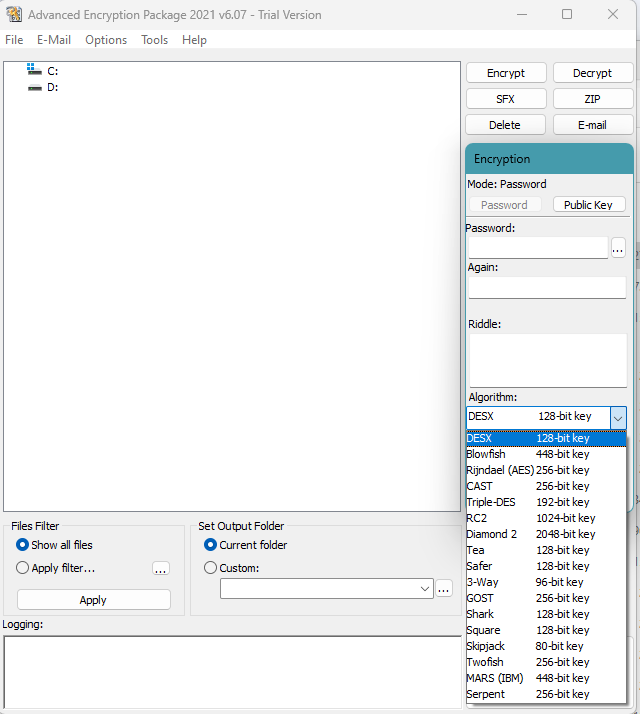 Advanced Encryption Package 2021 v6.07 - Trial Version
File E-Mail Options Tools Help
C:
D:
Encrypt Decrypt
SFX ZIP
Delete E-mail
Encryption
Mode: Password
Password Public Key
Password:
...
Again:
Riddle:
Algorithm:
DESX 128-bit key
DESX 128-bit key
Blowfish 448-bit key
Rijndael (AES) 256-bit key
CAST 256-bit key
Triple-DES 192-bit key
RC2 1024-bit key
Diamond 2 2048-bit key
Tea 128-bit key
Safer 128-bit key
3-Way 96-bit key
GOST 256-bit key
Shark 128-bit key
Square 128-bit key
Skipjack 80-bit key
Twofish 256-bit key
MARS (IBM) 448-bit key
Serpent 256-bit key
Files Filter
Show all files
Apply filter...
...
Apply
Set Output Folder
Current folder
Custom:
...
Logging: